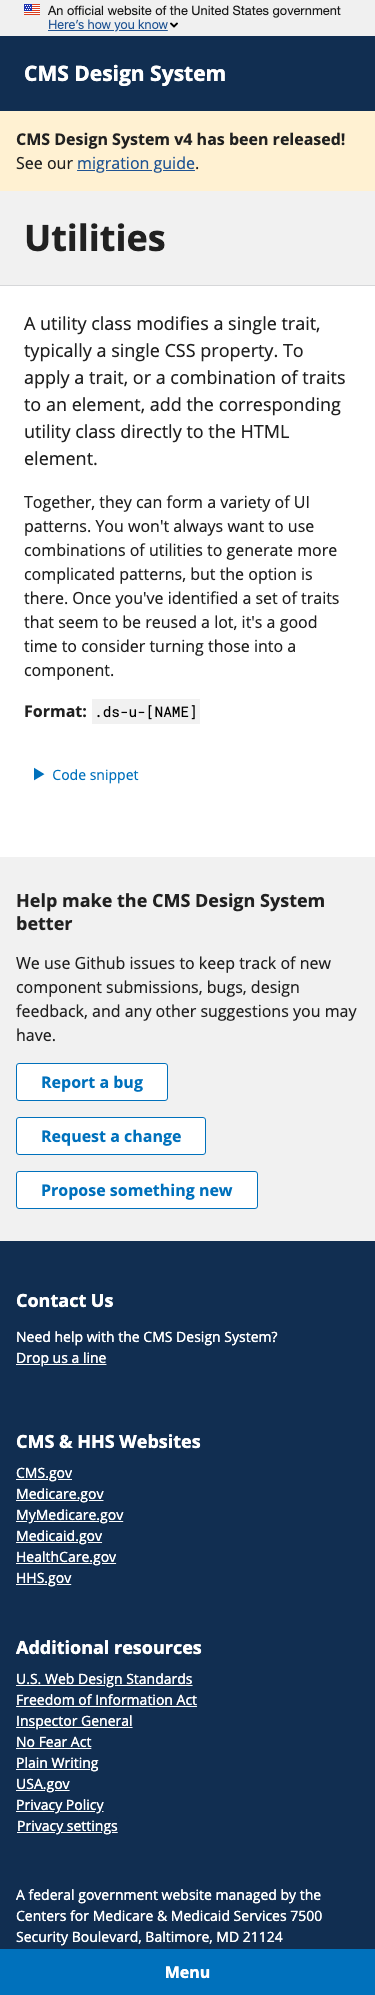 An official website of the United States government
Here's how you know
CMS Design System
CMS Design System v4 has been released!
See our migration guide.
Utilities
A utility class modifies a single trait,
typically a single CSS property. To
apply a trait, or a combination of traits
to an element, add the corresponding
utility class directly to the HTML
element.
Together, they can form a variety of UI
patterns. You won't always want to use
combinations of utilities to generate more
complicated patterns, but the option is
there. Once you've identified a set of traits
that seem to be reused a lot, it's a good
time to consider turning those into a
component.
Format: .ds-u-[NAME]
Code snippet
Help make the CMS Design System
better
We use Github issues to keep track of new
component submissions, bugs, design
feedback, and any other suggestions you may
have.
Report a bug
Request a change
Propose something new
Contact Us
Need help with the CMS Design System?
Drop us a line
CMS & HHS Websites
CMS.gov
Medicare.gov
MyMedicare.gov
Medicaid.gov
HealthCare.gov
HHS.gov
Additional resources
U.S. Web Design Standards
Freedom of Information Act
Inspector General
No Fear Act
Plain Writing
USA.gov
Privacy Policy
Privacy settings
A federal government website managed by the
Centers for Medicare & Medicaid Services 7500
Security Boulevard, Baltimore, MD 21124
Menu